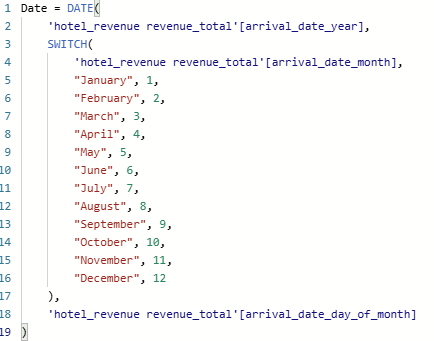 1 Date = DATE(
2 'hotel_revenue revenue_total'[arrival_date_year],
3 SWITCH(
4 'hotel_revenue revenue_total'[arrival_date_month],
5 "January", 1,
6 "February", 2,
7 "March", 3,
8 "April", 4,
9 "May", 5,
10 "June", 6,
11 "July", 7,
12 "August", 8,
13 "September", 9,
14 "October", 10,
15 "November", 11,
16 "December", 12
17 ),
18 'hotel_revenue revenue_total'[arrival_date_day_of_month]
19 )